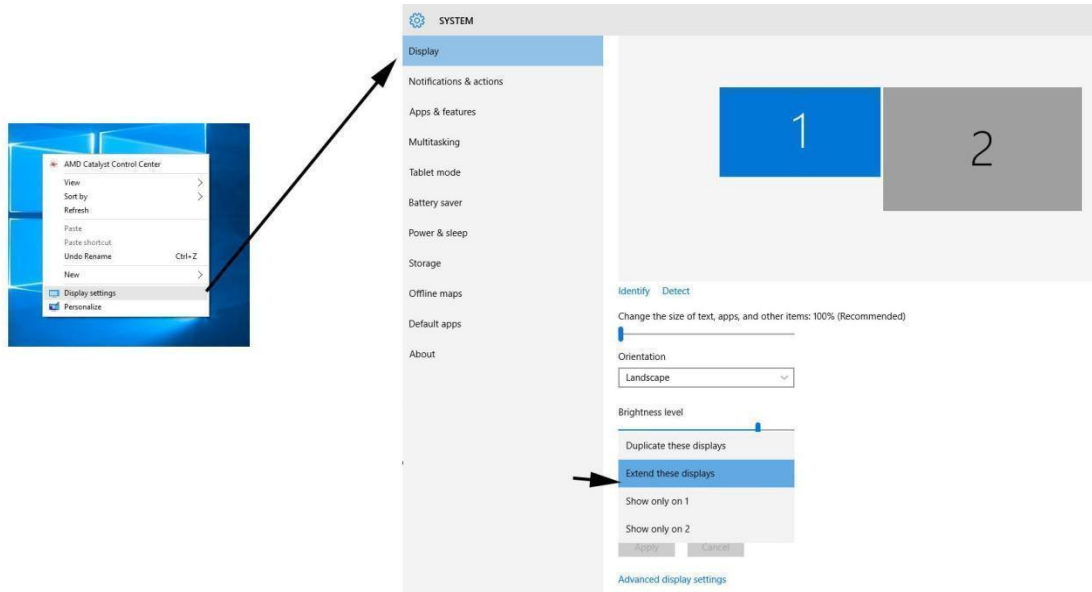 AMD Catalyst Control Center
View
Sort by
Refresh
Paste
Paste shortcut
Undo Rename Ctrl+Z
New
Display settings
Personalize
SYSTEM
Display
Notifications & actions
Apps & features
Multitasking
Tablet mode
Battery saver
Power & sleep
Storage
Offline maps
Default apps
About
1
2
Identify Detect
Change the size of text, apps, and other items: 100% (Recommended)
Orientation
Landscape
Brightness level
Duplicate these displays
Extend these displays
Show only on 1
Show only on 2
Apply Cancel
Advanced display settings